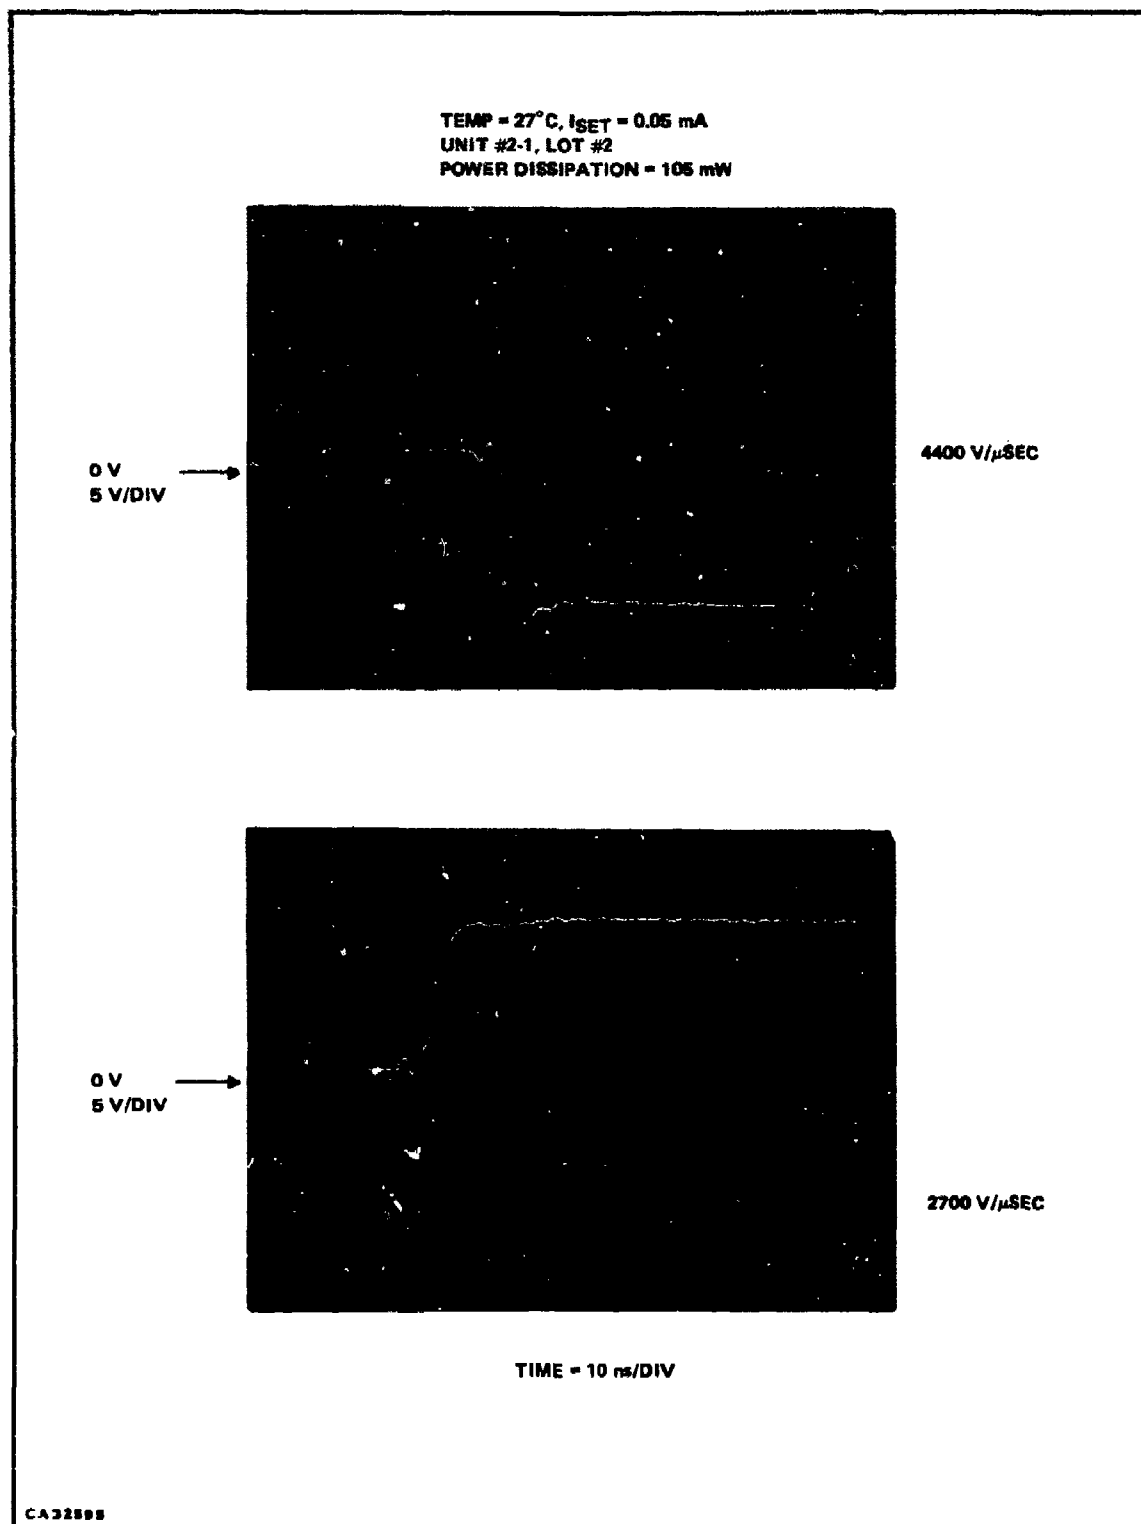 TEMP = 27°C, ISET = 0.05 mA
UNIT #2-1, LOT #2
POWER DISSIPATION = 105 mW
0 V
5 V/DIV
4400 V/μSEC
0 V
5 V/DIV
2700 V/μSEC
TIME = 10 ns/DIV
CA32595